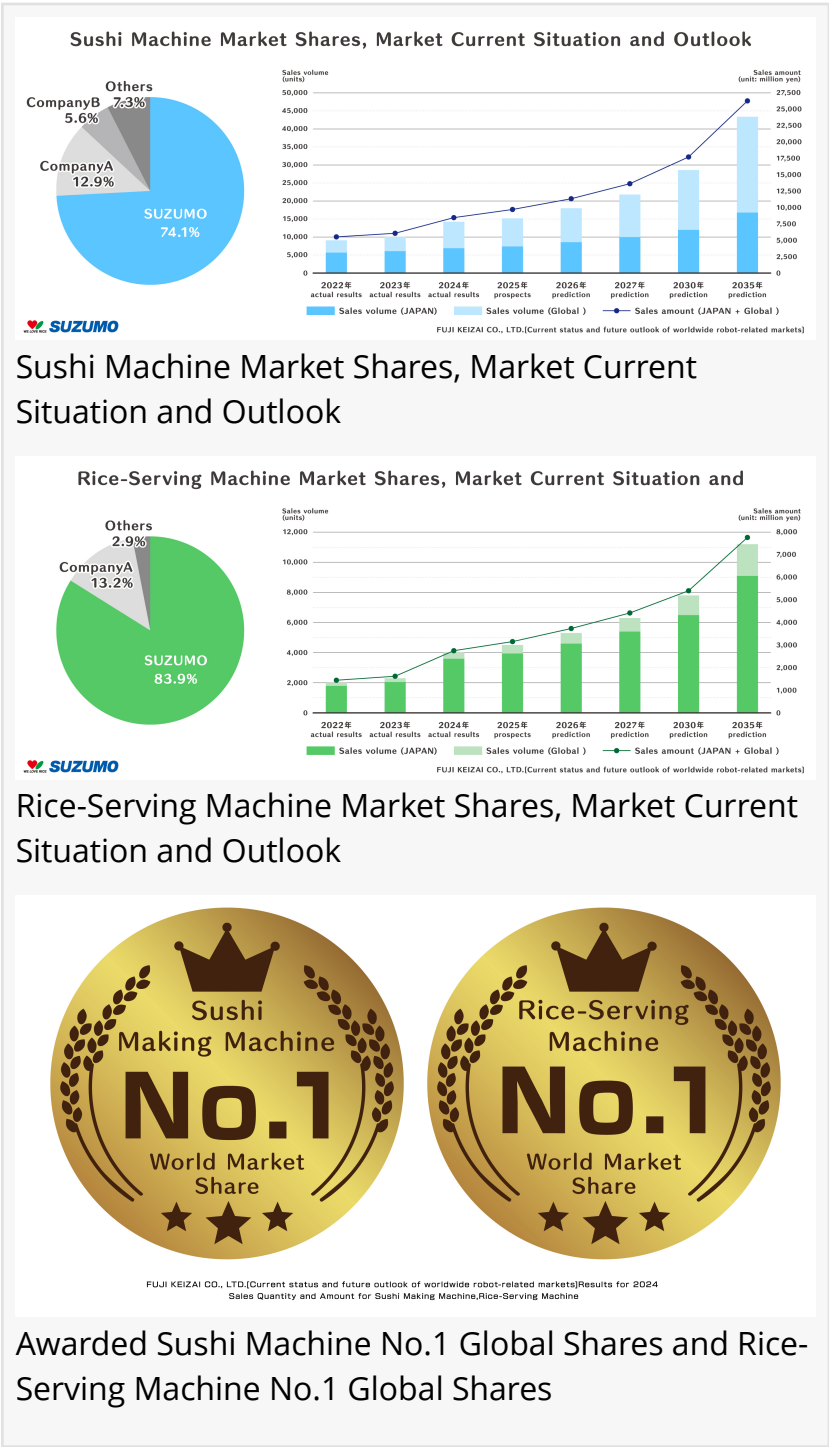 Sushi Machine Market Shares, Market Current Situation and Outlook
Others
7.3%
CompanyB
5.6%
CompanyA
12.9%
SUZUMO
74.1%
Sales volume
(units)
Sales amount
(unit: million yen)
50,000
45,000
40,000
35,000
30,000
25,000
20,000
15,000
10,000
5,000
0
27,500
25,000
22,500
20,000
17,500
15,000
12,500
10,000
7,500
5,000
2,500
0
2022年 2023年 2024年 2025年 2026年 2027年 2030年 2035年
actual results actual results actual results prospects prediction prediction prediction prediction
Sales volume (JAPAN) Sales volume (Global ) Sales amount (JAPAN + Global )
WE LOVE RICE SUZUMO
FUJI KEIZAI CO., LTD.[Current status and future outlook of worldwide robot-related markets]
Sushi Machine Market Shares, Market Current
Situation and Outlook
Rice-Serving Machine Market Shares, Market Current Situation and
Others
2.9%
CompanyA
13.2%
SUZUMO
83.9%
Sales volume
(units)
Sales amount
(unit: million yen)
12,000
10,000
8,000
6,000
4,000
2,000
0
8,000
7,000
6,000
5,000
4,000
3,000
2,000
1,000
0
2022年 2023年 2024年 2025年 2026年 2027年 2030年 2035年
actual results actual results actual results prospects prediction prediction prediction prediction
Sales volume (JAPAN) Sales volume (Global ) Sales amount (JAPAN + Global )
WE LOVE RICE SUZUMO
FUJI KEIZAI CO., LTD.[Current status and future outlook of worldwide robot-related markets]
Rice-Serving Machine Market Shares, Market Current
Situation and Outlook
Sushi
Making Machine
No.1
World Market
Share
Rice-Serving
Machine
No.1
World Market
Share
FUJI KEIZAI CO., LTD.[Current status and future outlook of worldwide robot-related markets]Results for 2024
Sales Quantity and Amount for Sushi Making Machine,Rice-Serving Machine
Awarded Sushi Machine No.1 Global Shares and Rice-
Serving Machine No.1 Global Shares